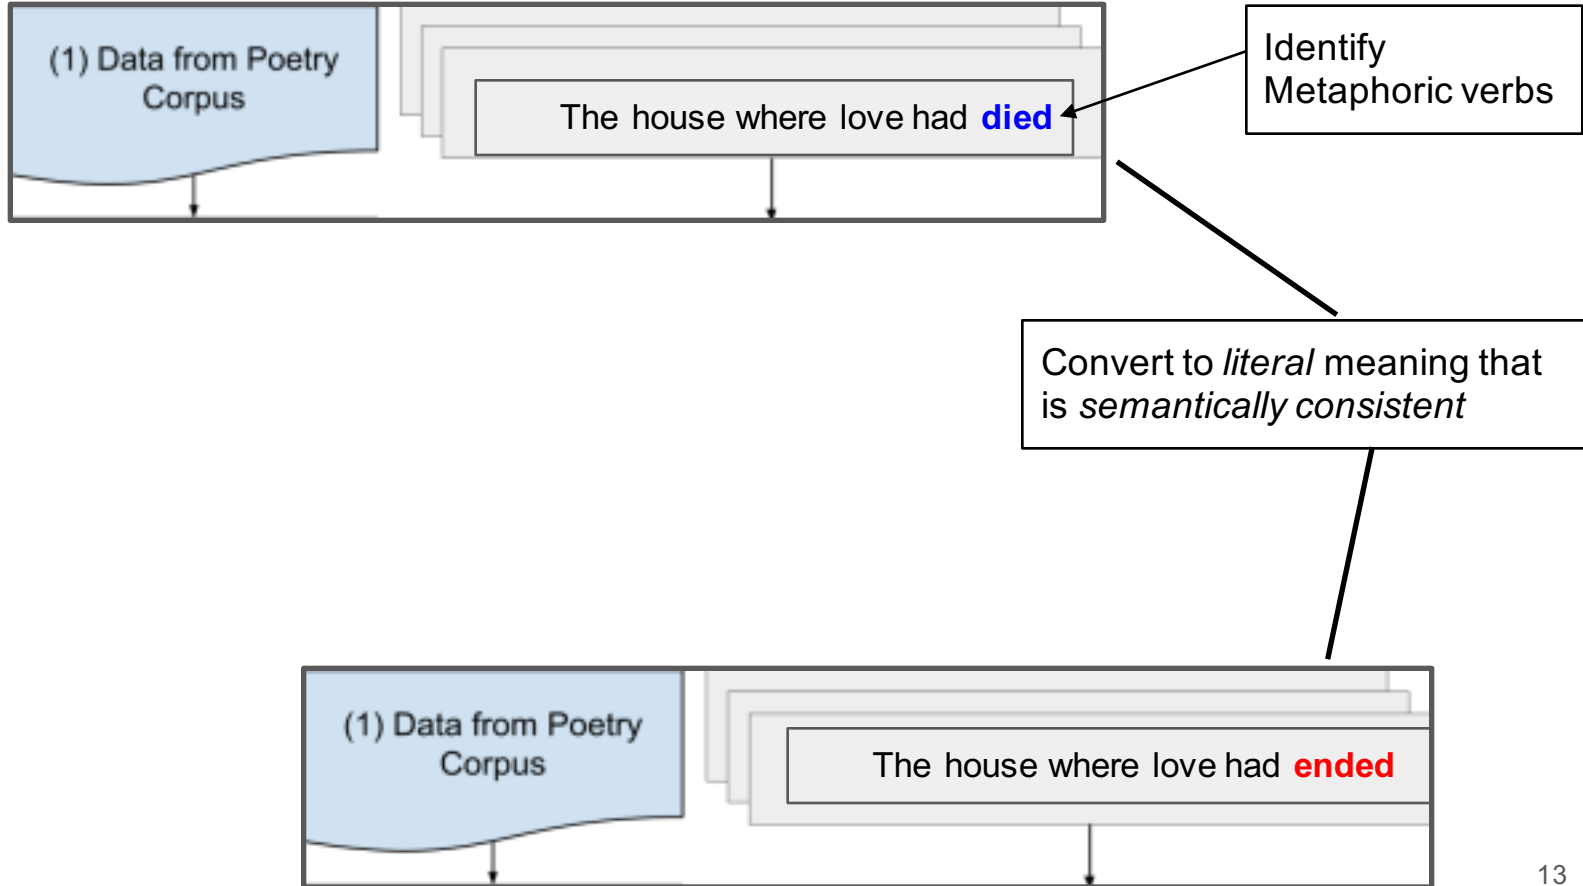 (1) Data from Poetry
Corpus
The house where love had died
Identify
Metaphoric verbs
Convert to literal meaning that
is semantically consistent
(1) Data from Poetry
Corpus
The house where love had ended
13